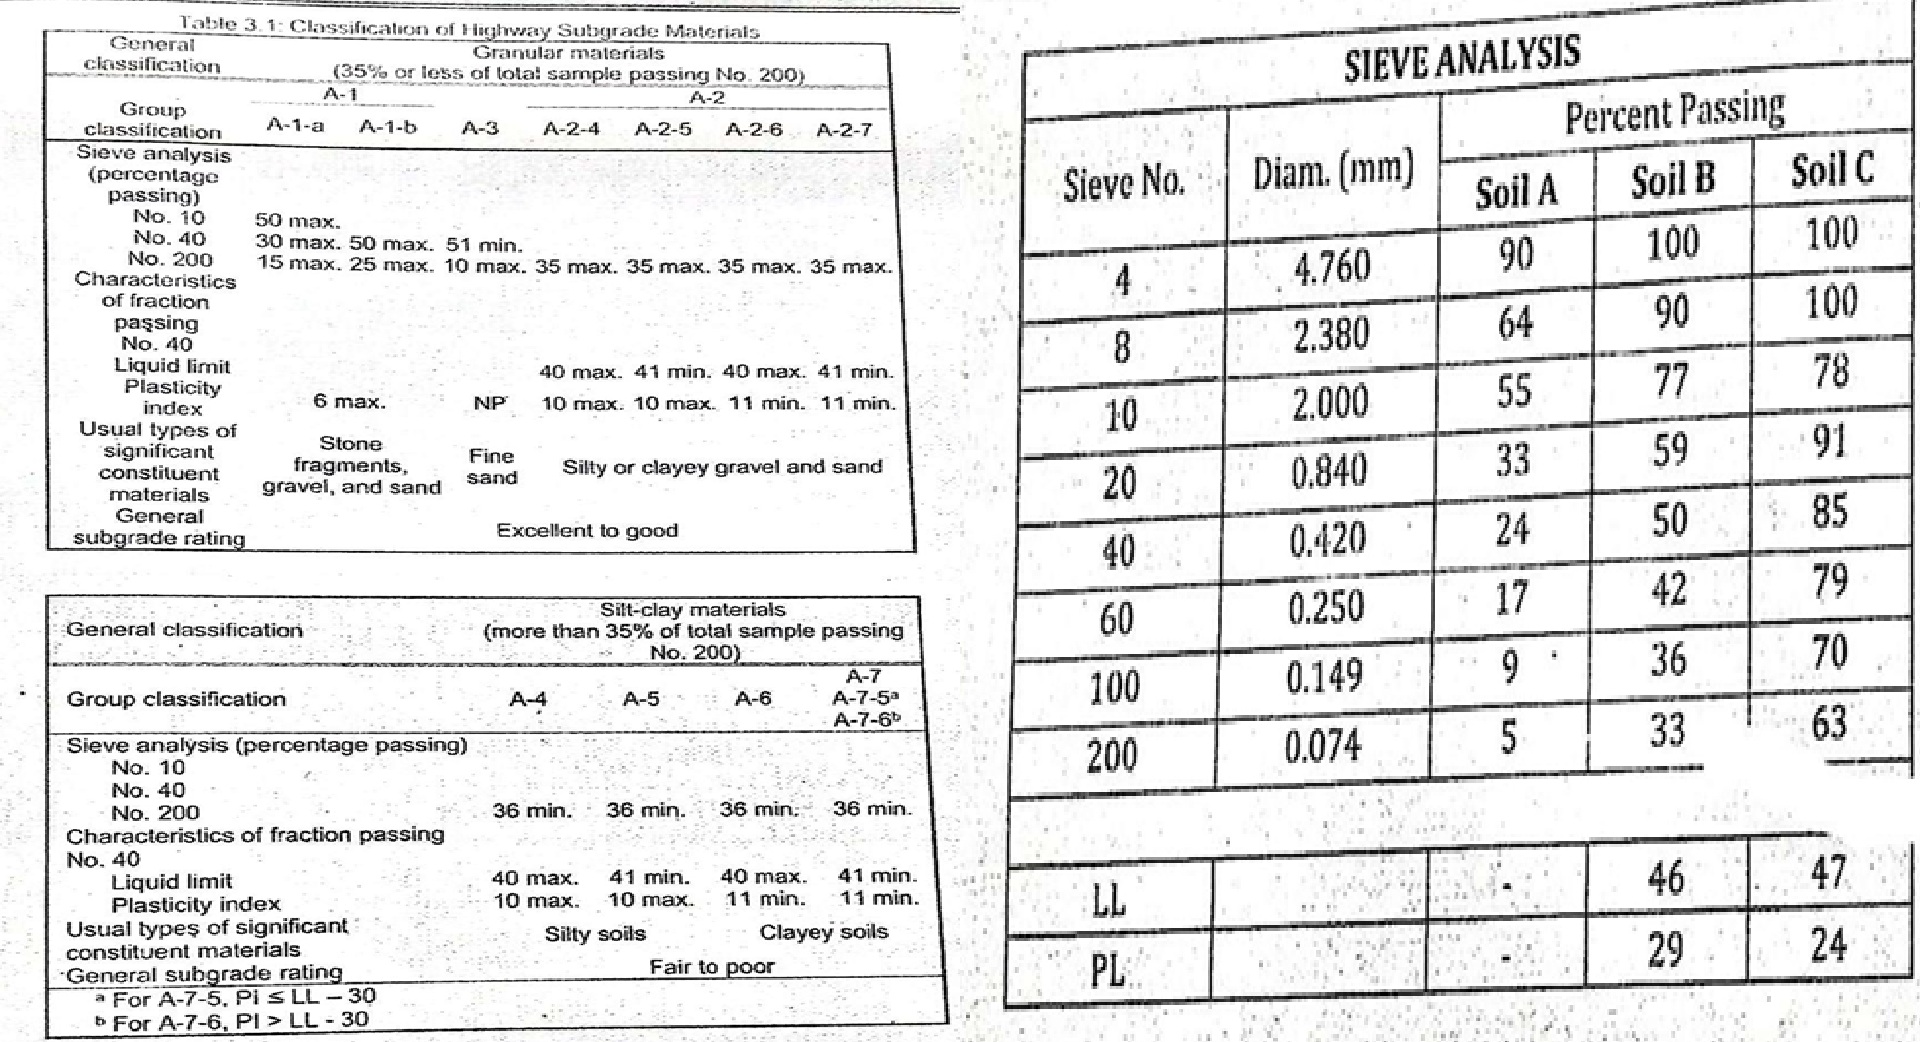 Table 3.1: Classification of Highway Subgrade Materials
General classification Granular materials (35% or less of total sample passing No. 200)
A-1 A-2
Group classification A-1-a A-1-b A-3 A-2-4 A-2-5 A-2-6 A-2-7
Sieve analysis
(percentage
passing)
No. 10 50 max.
No. 40 30 max. 50 max. 51 min.
No. 200 15 max. 25 max. 10 max. 35 max. 35 max. 35 max. 35 max.
Characteristics
of fraction
passing
No. 40
Liquid limit 40 max. 41 min. 40 max. 41 min.
Plasticity index 6 max. NP 10 max. 10 max. 11 min. 11 min.
Usual types of significant constituent materials Stone fragments, gravel, and sand Fine sand Silty or clayey gravel and sand
General subgrade rating Excellent to good
General classification Silt-clay materials (more than 35% of total sample passing No. 200)
Group classification A-4 A-5 A-6 A-7 A-7-5ᵃ A-7-6ᵇ
Sieve analysis (percentage passing)
No. 10
No. 40
No. 200 36 min. 36 min. 36 min. 36 min.
Characteristics of fraction passing
No. 40
Liquid limit 40 max. 41 min. 40 max. 41 min.
Plasticity index 10 max. 10 max. 11 min. 11 min.
Usual types of significant constituent materials Silty soils Clayey soils
General subgrade rating Fair to poor
ᵃ For A-7-5, PI ≤ LL – 30
ᵇ For A-7-6, PI > LL - 30
SIEVE ANALYSIS
Sieve No. Diam. (mm) Percent Passing
Soil A Soil B Soil C
4 4.760 90 100 100
8 2.380 64 90 100
10 2.000 55 77 78
20 0.840 33 59 91
40 0.420 24 50 85
60 0.250 17 42 79
100 0.149 9 36 70
200 0.074 5 33 63
LL - 46 47
PL - 29 24